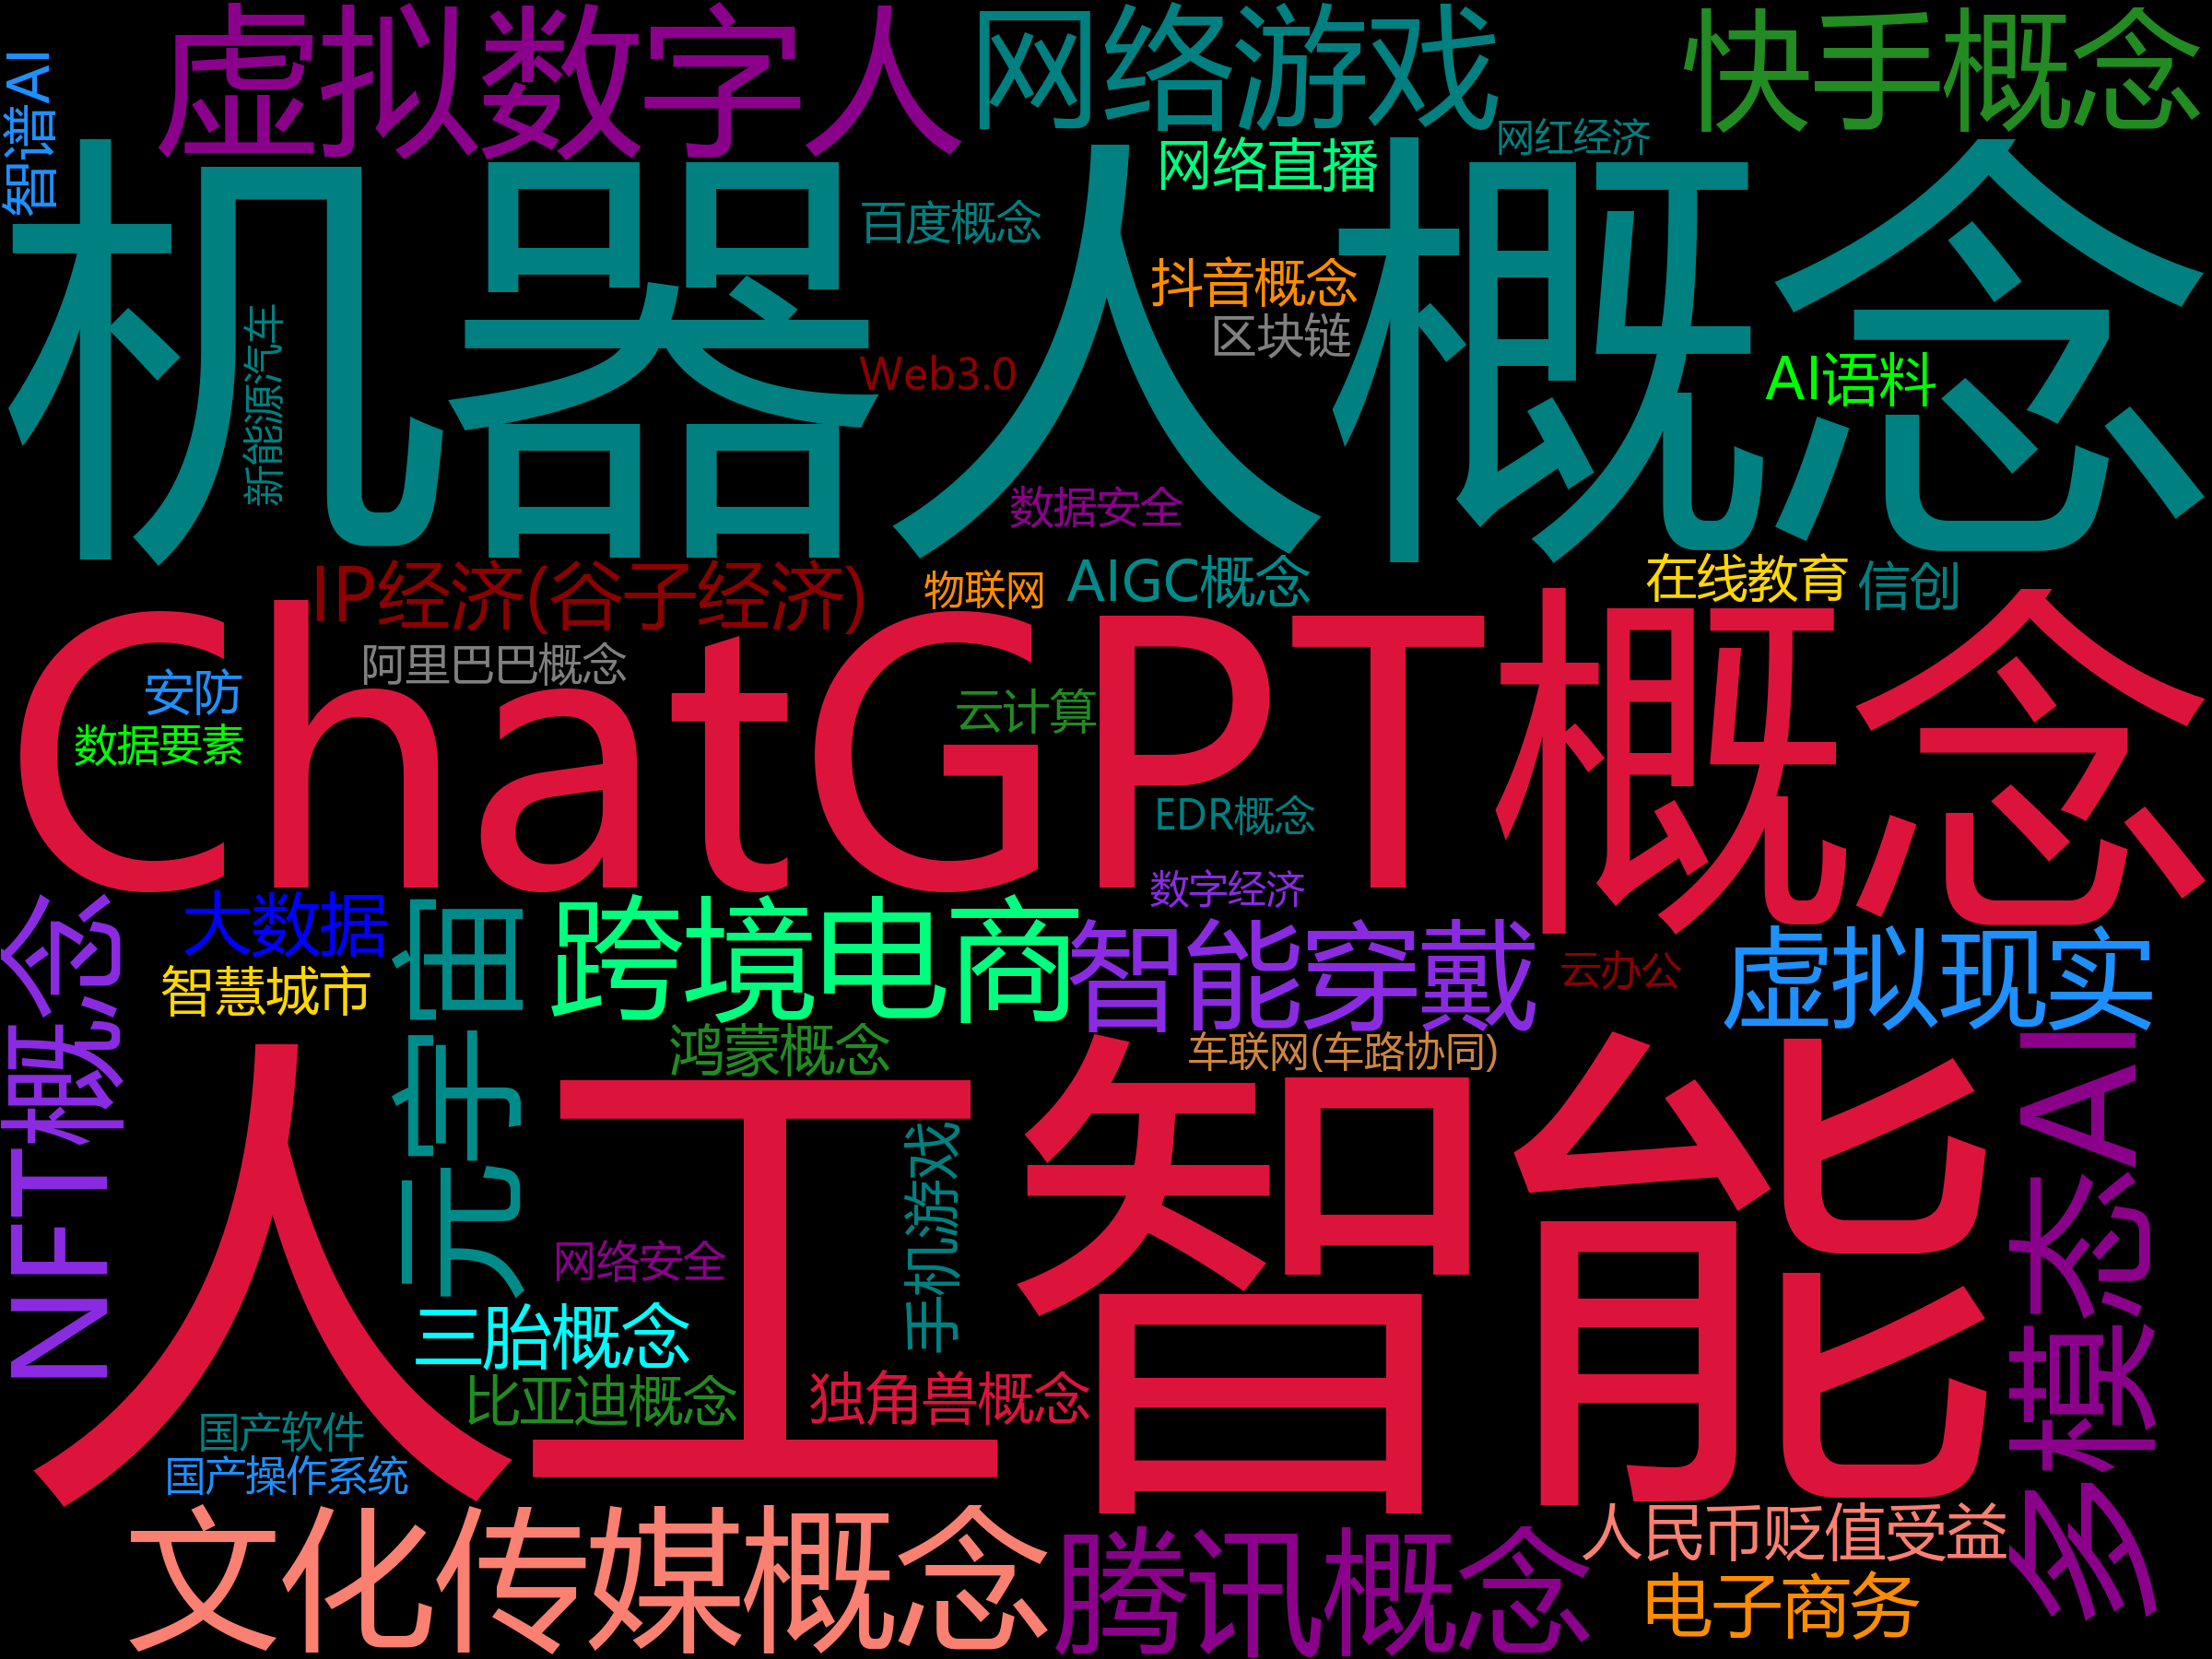 智谱AI
虚拟数字人
网络游戏
快手概念
网红经济
网络直播
机器人概念
百度概念
抖音概念
区块链
新能源汽车
Web3.0
AI语料
数据安全
IP经济(谷子经济)
物联网
AIGC概念
在线教育
信创
阿里巴巴概念
安防
云计算
数据要素
ChatGPT概念
EDR概念
数字经济
NFT概念
大数据
元宇宙
跨境电商
智能穿戴
云办公
虚拟现实
智慧城市
鸿蒙概念
车联网(车路协同)
人工智能
多模态AI
手机游戏
网络安全
三胎概念
比亚迪概念
独角兽概念
国产软件
国产操作系统
文化传媒概念
腾讯概念
人民币贬值受益
电子商务